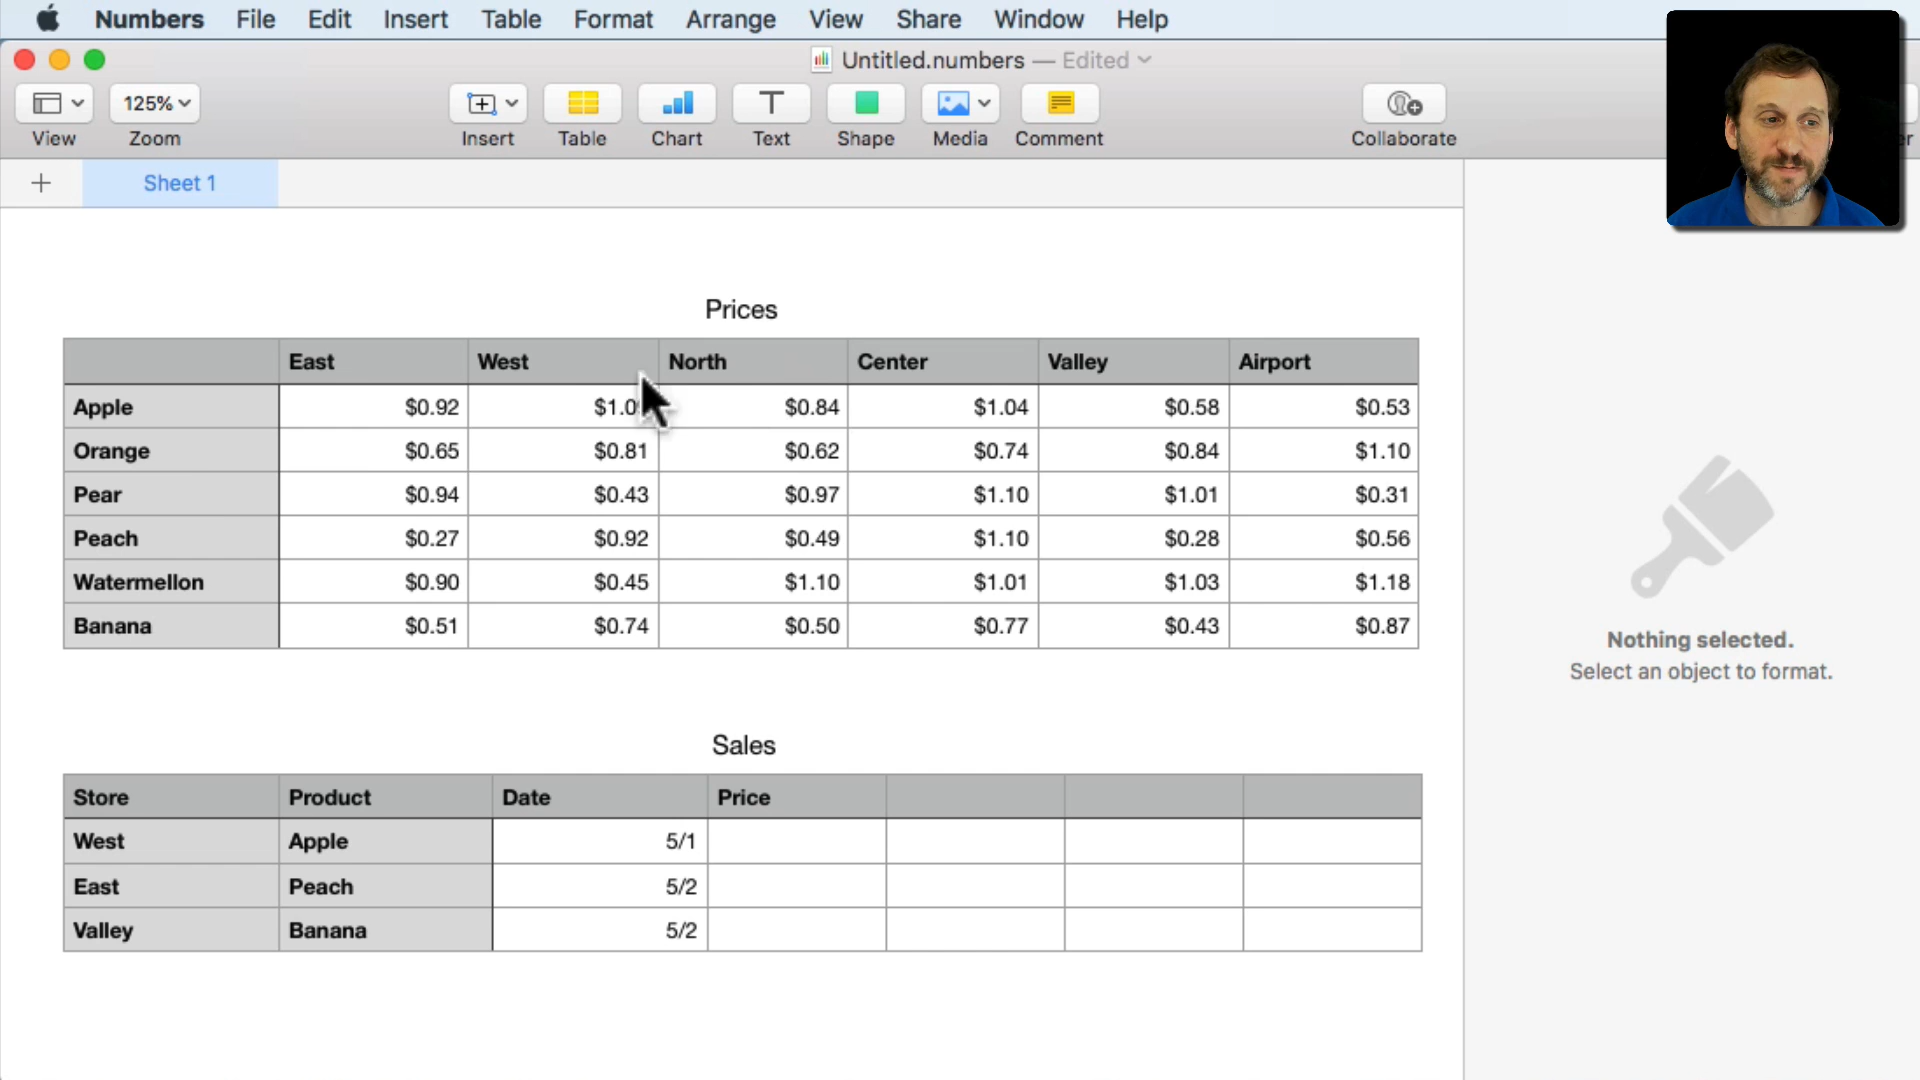 Numbers File Edit Insert Table Format Arrange View Share Window Help
Untitled.numbers — Edited
125%
View Zoom Insert Table Chart Text Shape Media Comment Collaborate
Sheet 1
Prices
East West North Center Valley Airport
Apple $0.92 $0.84 $1.04 $0.58 $0.53
Orange $0.65 $0.81 $0.62 $0.74 $0.84 $1.10
Pear $0.94 $0.43 $0.97 $1.10 $1.01 $0.31
Peach $0.27 $0.92 $0.49 $1.10 $0.28 $0.56
Watermellon $0.90 $0.45 $1.10 $1.01 $1.03 $1.18
Banana $0.51 $0.74 $0.50 $0.77 $0.43 $0.87
Nothing selected.
Select an object to format.
Sales
Store Product Date Price
West Apple 5/1
East Peach 5/2
Valley Banana 5/2